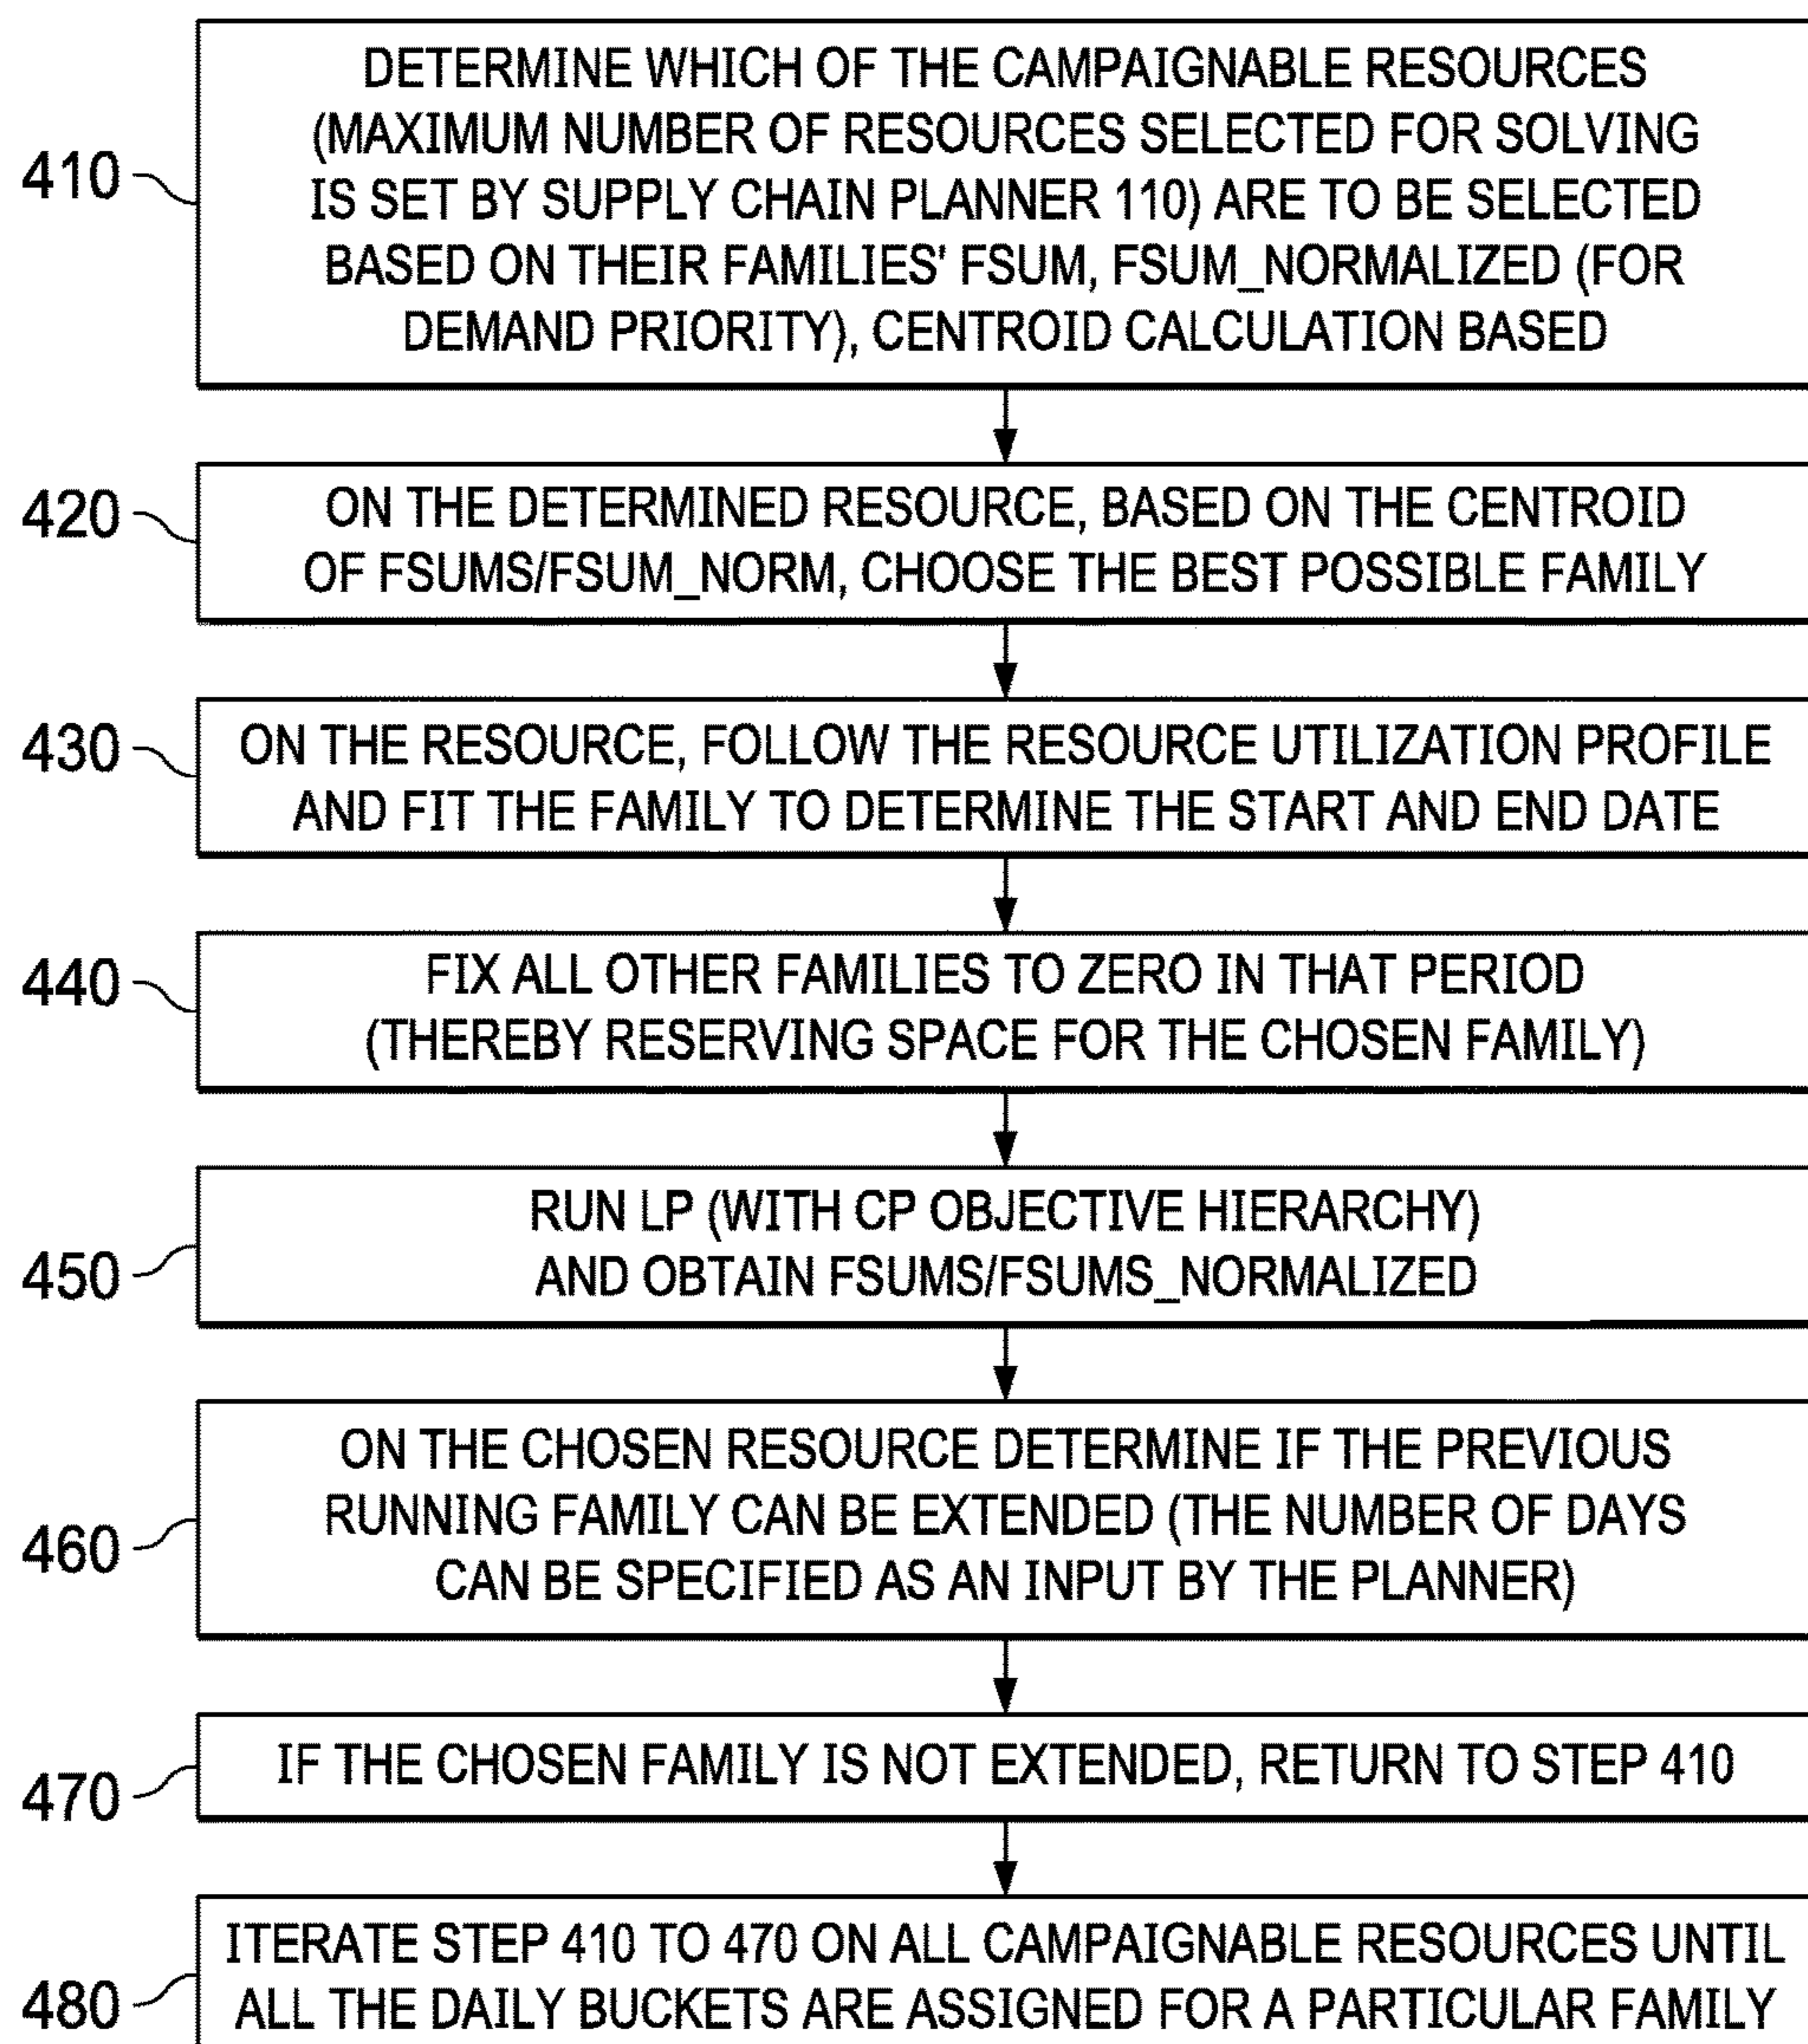 410
DETERMINE WHICH OF THE CAMPAIGNABLE RESOURCES
(MAXIMUM NUMBER OF RESOURCES SELECTED FOR SOLVING
IS SET BY SUPPLY CHAIN PLANNER 110) ARE TO BE SELECTED
BASED ON THEIR FAMILIES' FSUM, FSUM_NORMALIZED (FOR
DEMAND PRIORITY), CENTROID CALCULATION BASED
420
ON THE DETERMINED RESOURCE, BASED ON THE CENTROID
OF FSUMS/FSUM_NORM, CHOOSE THE BEST POSSIBLE FAMILY
430
ON THE RESOURCE, FOLLOW THE RESOURCE UTILIZATION PROFILE
AND FIT THE FAMILY TO DETERMINE THE START AND END DATE
440
FIX ALL OTHER FAMILIES TO ZERO IN THAT PERIOD
(THEREBY RESERVING SPACE FOR THE CHOSEN FAMILY)
450
RUN LP (WITH CP OBJECTIVE HIERARCHY)
AND OBTAIN FSUMS/FSUMS_NORMALIZED
460
ON THE CHOSEN RESOURCE DETERMINE IF THE PREVIOUS
RUNNING FAMILY CAN BE EXTENDED (THE NUMBER OF DAYS
CAN BE SPECIFIED AS AN INPUT BY THE PLANNER)
470
IF THE CHOSEN FAMILY IS NOT EXTENDED, RETURN TO STEP 410
480
ITERATE STEP 410 TO 470 ON ALL CAMPAIGNABLE RESOURCES UNTIL
ALL THE DAILY BUCKETS ARE ASSIGNED FOR A PARTICULAR FAMILY